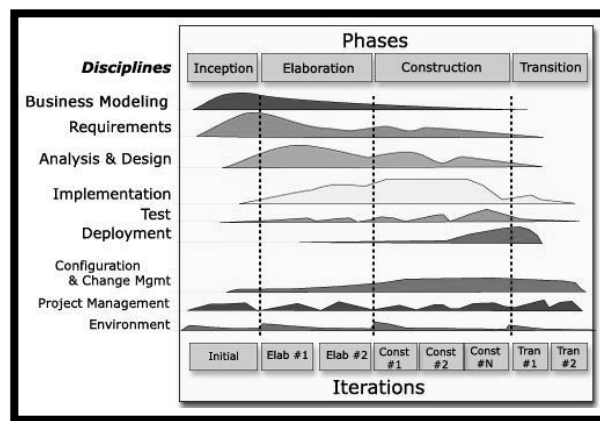 Phases
Disciplines
Inception Elaboration Construction Transition
Business Modeling
Requirements
Analysis & Design
Implementation
Test
Deployment
Configuration
& Change Mgmt
Project Management
Environment
Initial Elab #1 Elab #2 Const #1 Const #2 Const #N Tran #1 Tran #2
Iterations